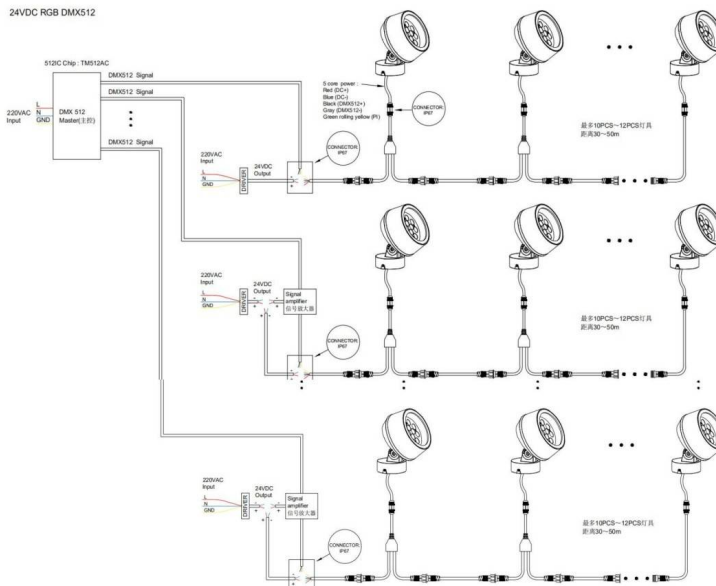 24VDC RGB DMX512
512IC Chip : TM512AC
DMX512 Signal
DMX512 Signal
DMX512 Signal
220VAC
Input
L
N
GND
DMX 512
Master(主控)
5 core power :
Red (DC+)
Blue (DC-)
Black (DMX512+)
Gray (DMX512-)
Green rolling yellow (PI)
CONNECTOR:
IP67
CONNECTOR:
IP67
220VAC
Input
L
N
GND
DRIVER
24VDC
Output
+
-
最多10PCS~12PCS灯具
距离30~50m
220VAC
Input
L
N
GND
DRIVER
24VDC
Output
Signal
amplifier
信号放大器
CONNECTOR:
IP67
最多10PCS~12PCS灯具
距离30~50m
220VAC
Input
L
N
GND
DRIVER
24VDC
Output
Signal
amplifier
信号放大器
CONNECTOR:
IP67
最多10PCS~12PCS灯具
距离30~50m